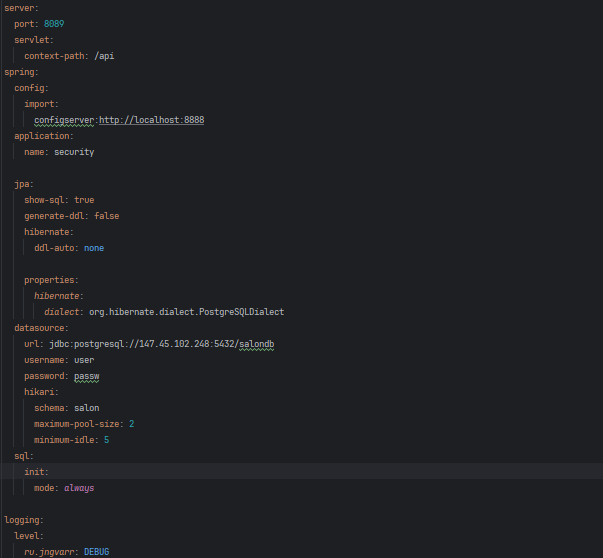 server:
  port: 8089
  servlet:
    context-path: /api
spring:
  config:
    import:
      configserver:http://localhost:8888
  application:
    name: security

  jpa:
    show-sql: true
    generate-ddl: false
    hibernate:
      ddl-auto: none

    properties:
      hibernate:
        dialect: org.hibernate.dialect.PostgreSQLDialect
  datasource:
    url: jdbc:postgresql://147.45.102.248:5432/salondb
    username: user
    password: passw
    hikari:
      schema: salon
      maximum-pool-size: 2
      minimum-idle: 5
  sql:
    init:
      mode: always

logging:
  level:
    ru.jngvarr: DEBUG